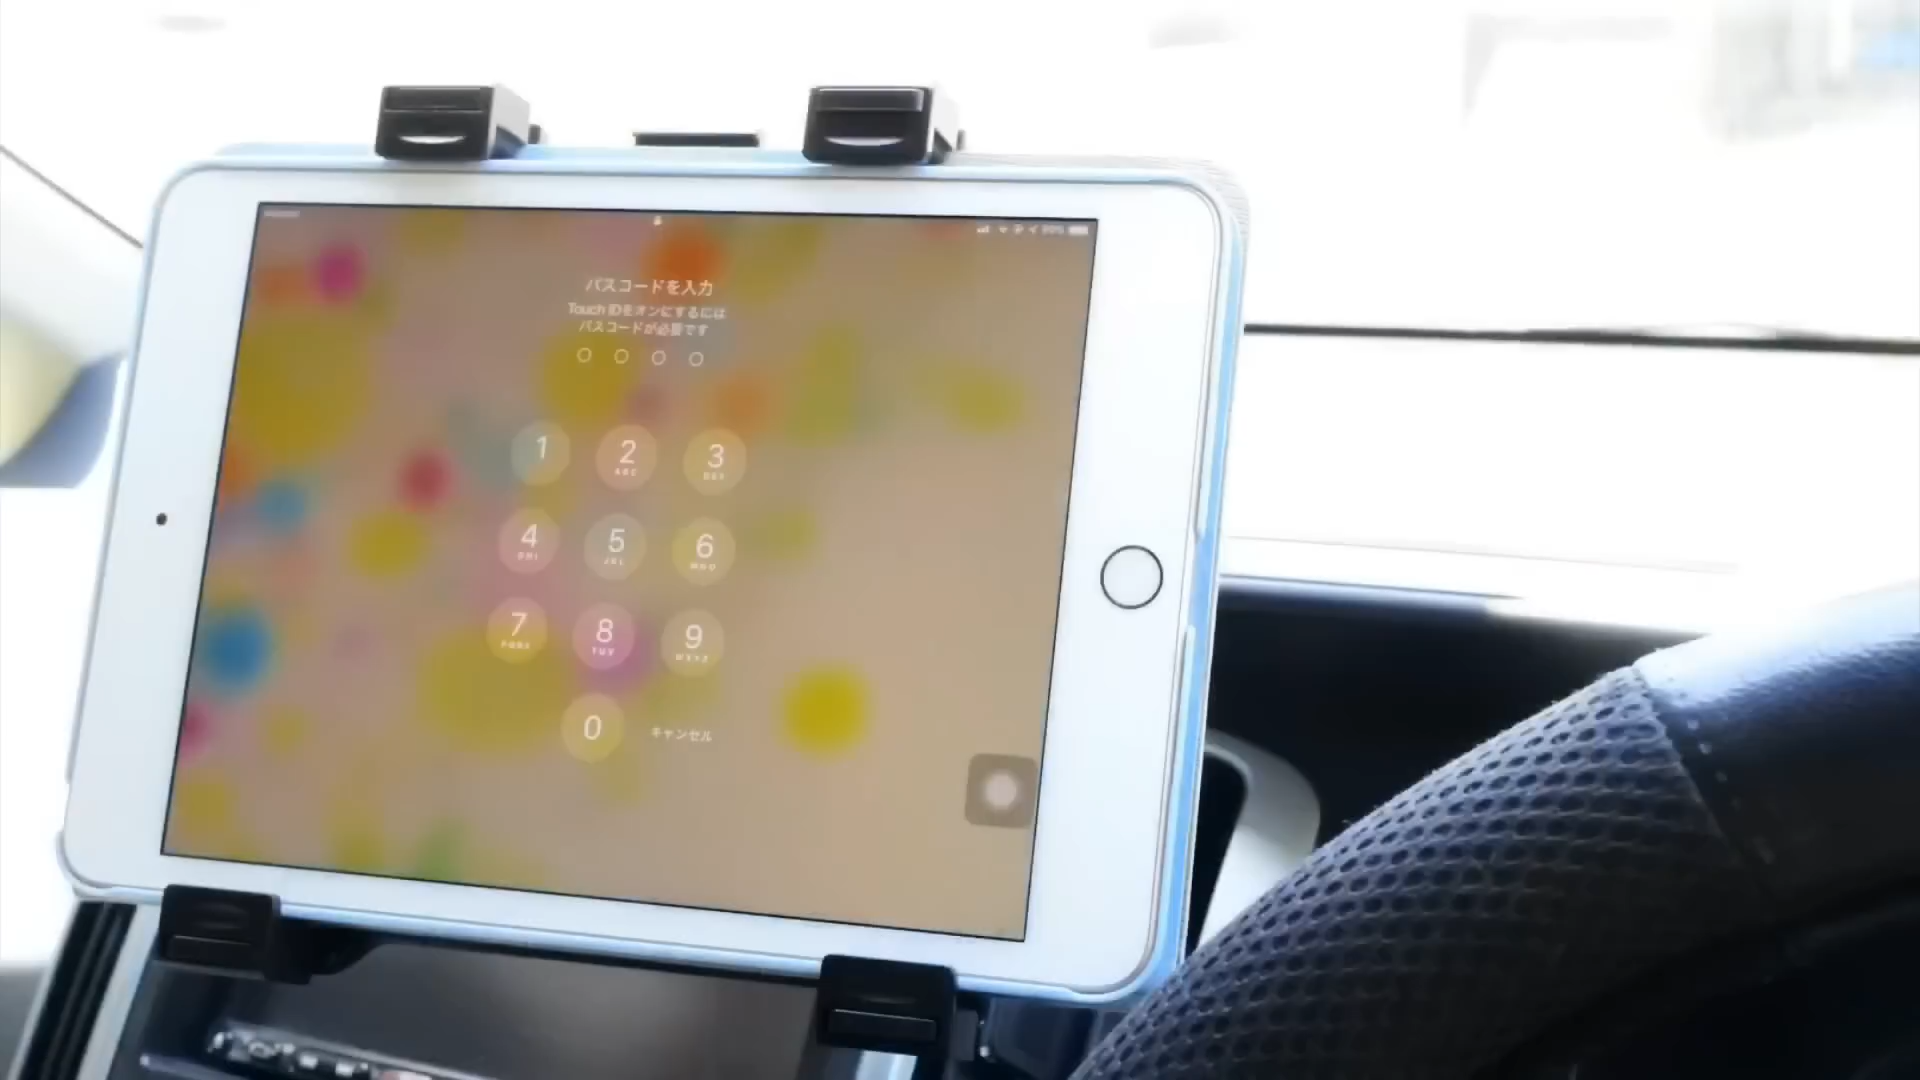 パスコードを入力
Touch IDをオンにするには
パスコードが必要です
1
2
ABC
3
DEF
4
GHI
5
JKL
6
MNO
7
PQRS
8
TUV
9
WXYZ
0
キャンセル